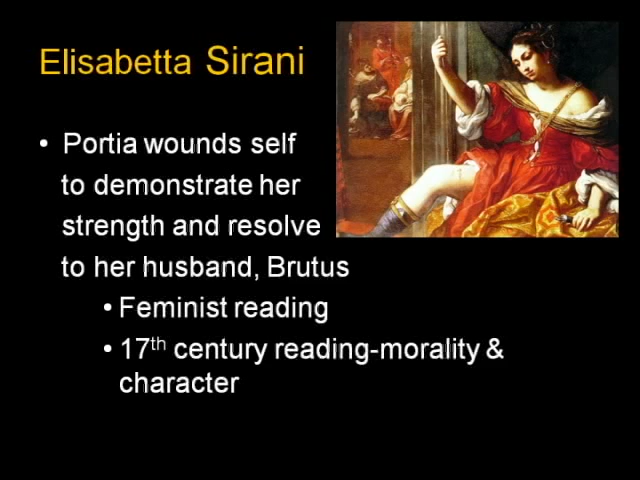 Elisabetta Sirani
• Portia wounds self
to demonstrate her
strength and resolve
to her husband, Brutus
• Feminist reading
• 17th century reading-morality &
character